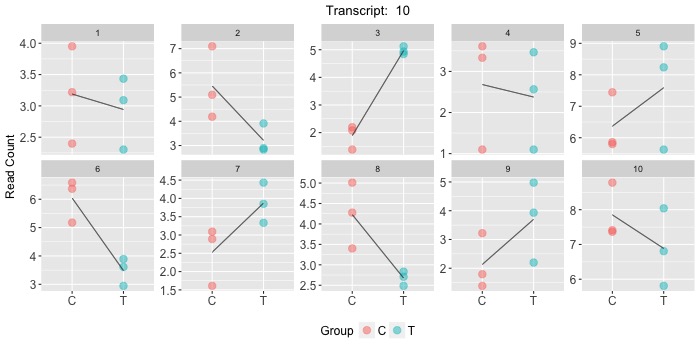 Transcript: 10
Read Count
1 2 3 4 5
4.0 3.5 3.0 2.5
7 6 5 4 3
5 4 3 2
3 2 1
9 8 7 6
6 7 8 9 10
6 5 4 3
4.5 4.0 3.5 3.0 2.5 2.0 1.5
5.0 4.5 4.0 3.5 3.0 2.5
5 4 3 2
8 7 6
C T C T C T C T C T
Group C T